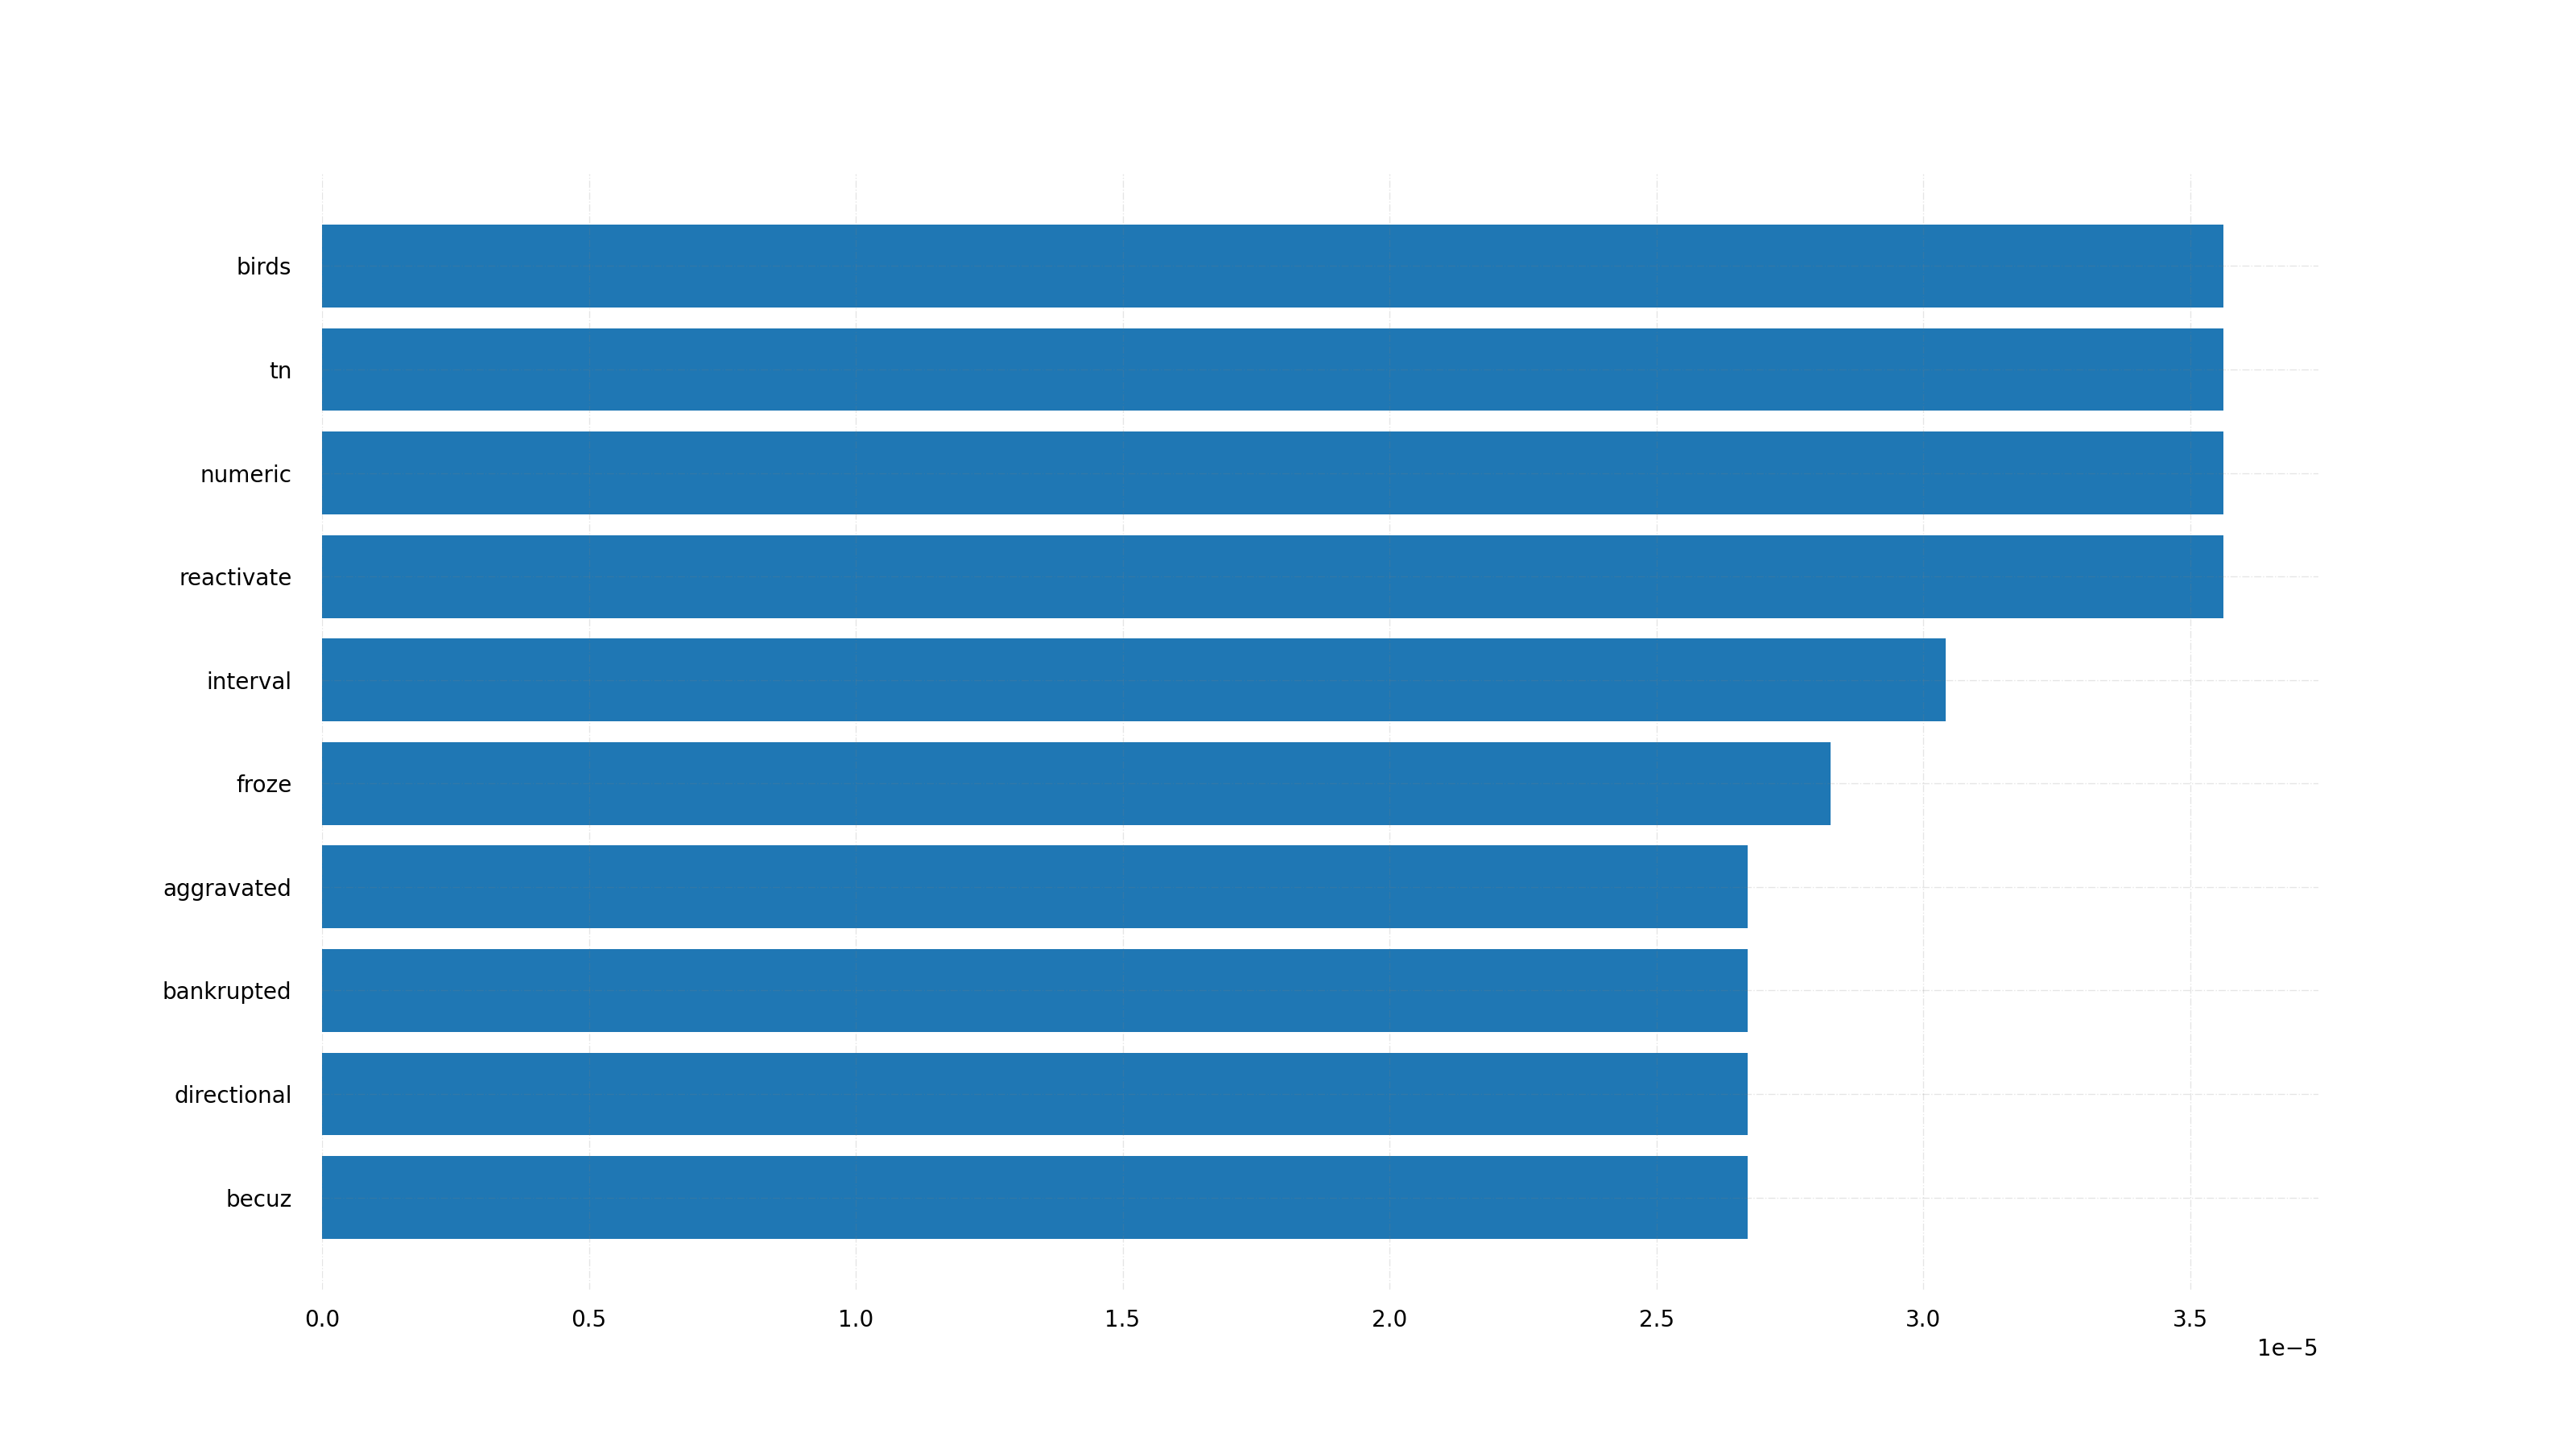 birds
tn
numeric
reactivate
interval
froze
aggravated
bankrupted
directional
becuz
0.0 0.5 1.0 1.5 2.0 2.5 3.0 3.5
1e−5